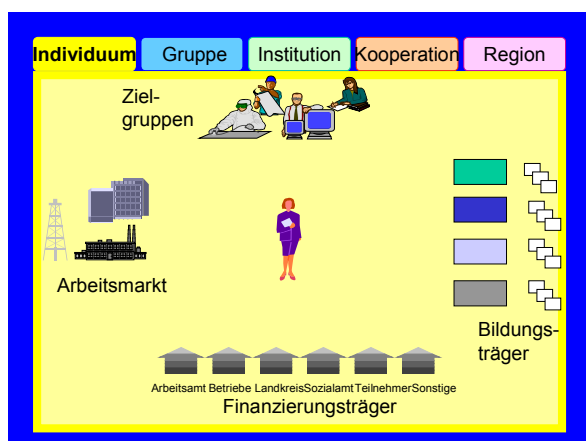 Individuum Gruppe Institution Kooperation Region
Ziel-
gruppen
Arbeitsmarkt
Bildungs-
träger
Arbeitsamt Betriebe Landkreis Sozialamt Teilnehmer Sonstige
Finanzierungsträger